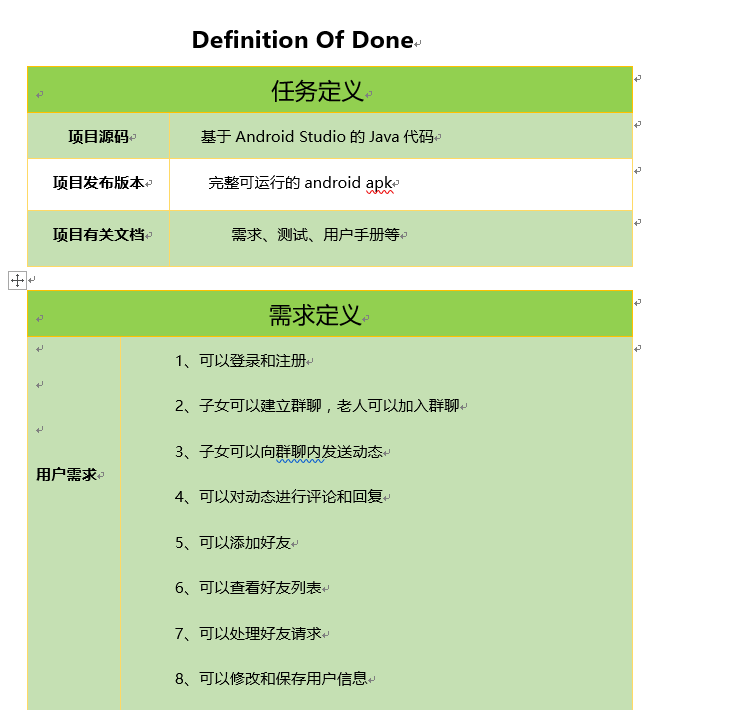 Definition Of Done
任务定义
项目源码 基于 Android Studio 的 Java 代码
项目发布版本 完整可运行的 android apk
项目有关文档 需求、测试、用户手册等
需求定义
1、可以登录和注册
2、子女可以建立群聊，老人可以加入群聊
3、子女可以向群聊内发送动态
用户需求
4、可以对动态进行评论和回复
5、可以添加好友
6、可以查看好友列表
7、可以处理好友请求
8、可以修改和保存用户信息